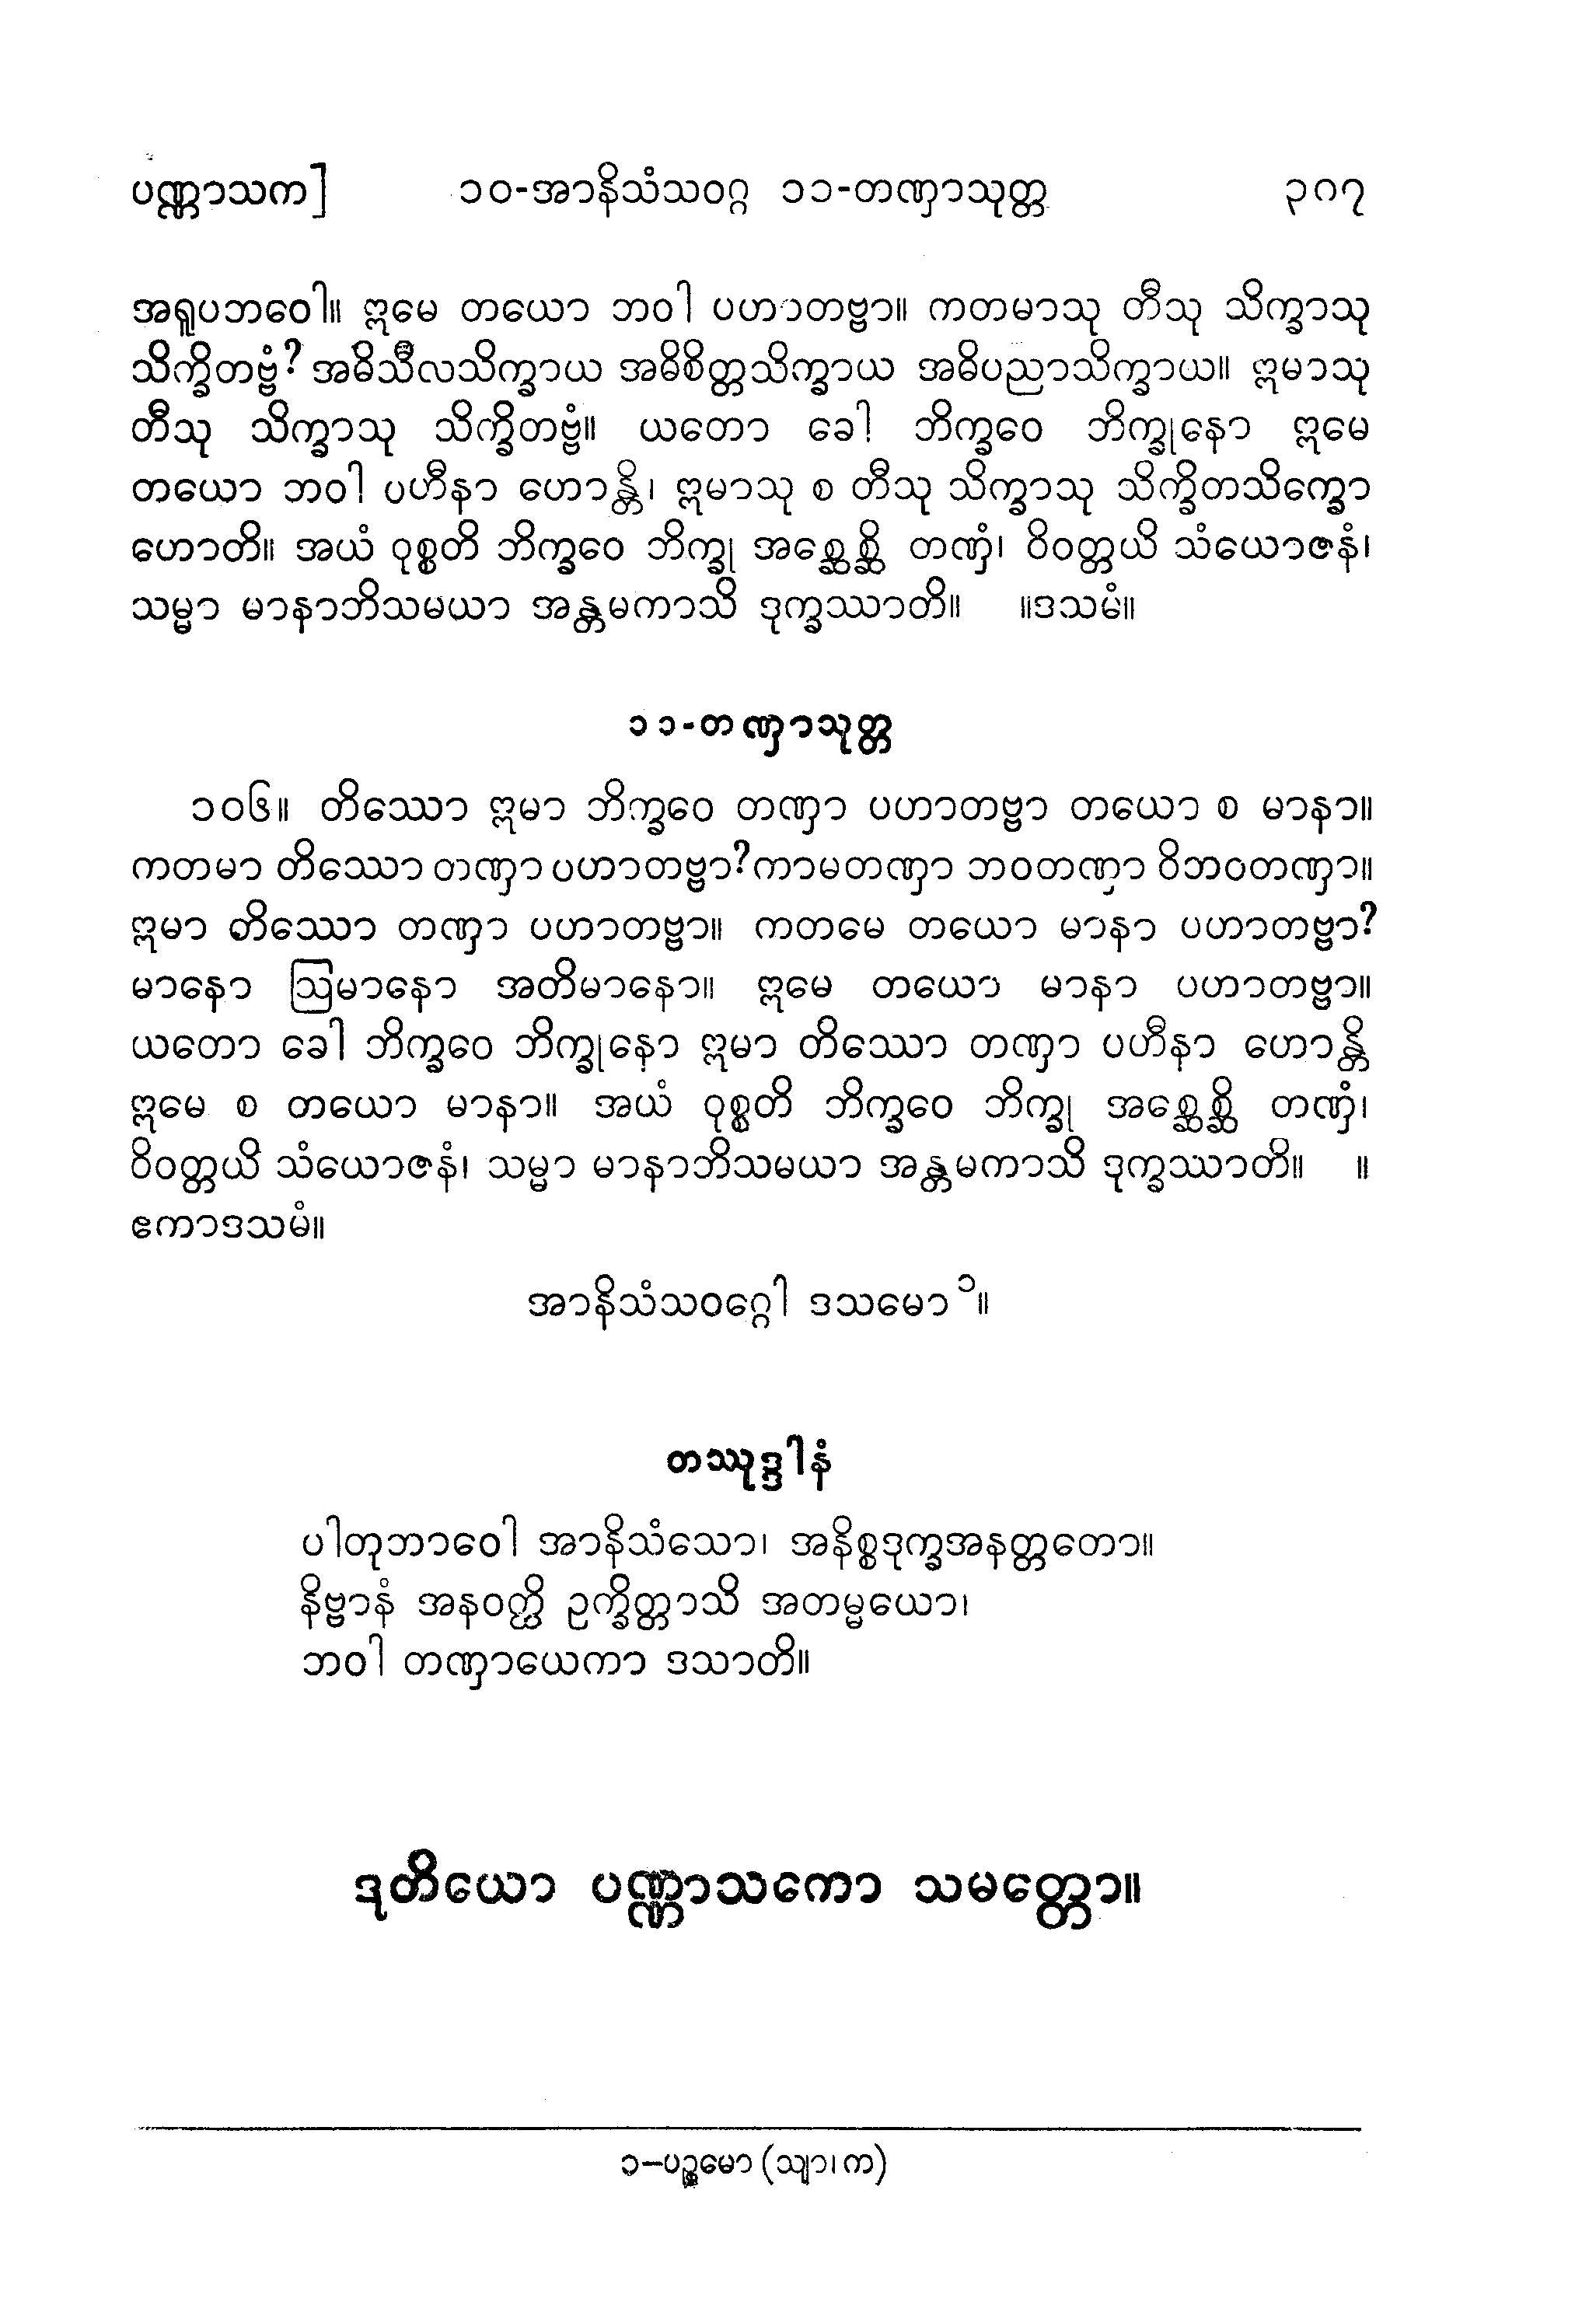 ပဏ္ဏာသက] ၁၀-အာနိသံသဝဂ္ဂ ၁၁-တဏှာသုတ္တ ၃၈၇
အရူပဘဝေါ။ ဣမေ တယော ဘဝါ ပဟာတဗ္ဗာ။ ကတမာသု တီသု သိက္ခာသု
သိက္ခိတဗ္ဗံ? အဓိသီလသိက္ခာယ အဓိစိတ္တသိက္ခာယ အဓိပညာသိက္ခာယ။ ဣမာသု
တီသု သိက္ခာသု သိက္ခိတဗ္ဗံ။ ယတော ခေါ ဘိက္ခဝေ ဘိက္ခုနော ဣမေ
တယော ဘဝါ ပဟီနာ ဟောန္တိ၊ ဣမာသု စ တီသု သိက္ခာသု သိက္ခိတသိက္ခော
ဟောတိ။ အယံ ဝုစ္စတိ ဘိက္ခဝေ ဘိက္ခု အစ္ဆေစ္ဆိ တဏှံ၊ ဝိဝတ္တယိ သံယောဇနံ၊
သမ္မာ မာနာဘိသမယာ အန္တမကာသိ ဒုက္ခဿာတိ။ ။ဒသမံ။
၁၁-တဏှာသုတ္တ
၁၀၆။ တိဿော ဣမာ ဘိက္ခဝေ တဏှာ ပဟာတဗ္ဗာ တယော စ မာနာ။
ကတမာ တိဿော တဏှာ ပဟာတဗ္ဗာ?ကာမတဏှာ ဘဝတဏှာ ဝိဘဝတဏှာ။
ဣမာ တိဿော တဏှာ ပဟာတဗ္ဗာ။ ကတမေ တယော မာနာ ပဟာတဗ္ဗာ?
မာနော ဩမာနော အတိမာနော။ ဣမေ တယော မာနာ ပဟာတဗ္ဗာ။
ယတော ခေါ ဘိက္ခဝေ ဘိက္ခုနော ဣမာ တိဿော တဏှာ ပဟီနာ ဟောန္တိ
ဣမေ စ တယော မာနာ။ အယံ ဝုစ္စတိ ဘိက္ခဝေ ဘိက္ခု အစ္ဆေစ္ဆိ တဏှံ၊
ဝိဝတ္တယိ သံယောဇနံ၊ သမ္မာ မာနာဘိသမယာ အန္တမကာသိ ဒုက္ခဿာတိ။ ။
ဧကာဒသမံ။
အာနိသံသဝဂ္ဂေါ ဒသမော ၁။
တဿုဒ္ဒါနံ
ပါတုဘာဝေါ အာနိသံသော၊ အနိစ္စဒုက္ခအနတ္တတော။
နိဗ္ဗာနံ အနဝတ္ထိ ဥက္ခိတ္တာသိ အတမ္မယော၊
ဘဝါ တဏှာယေကာ ဒသာတိ။
ဒုတိယော ပဏ္ဏာသကော သမတ္တော။
၁—ပဉ္စမော (သျာ၊ က)